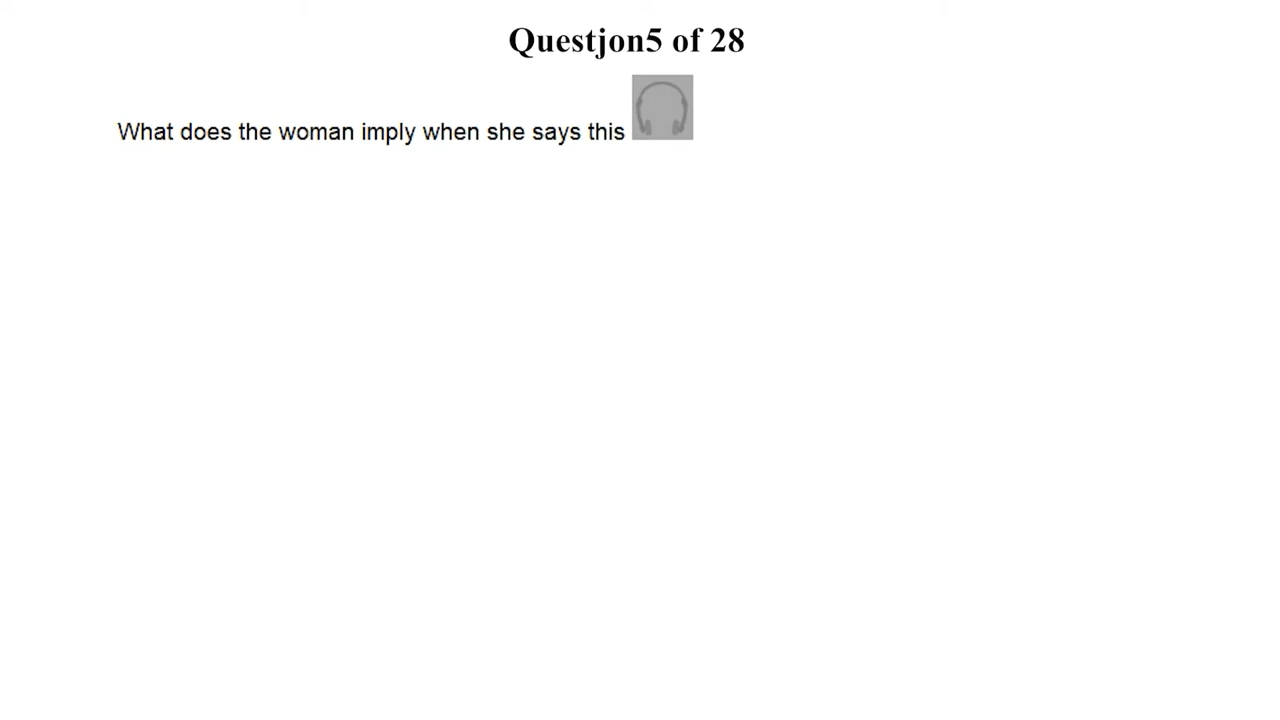 Questjon5 of 28
What does the woman imply when she says this